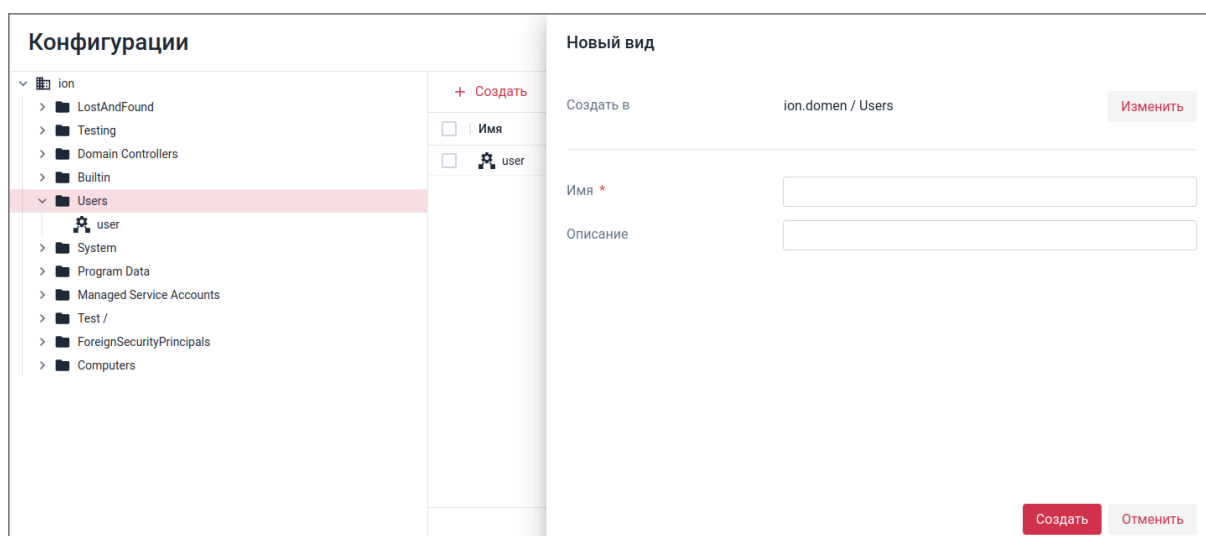 Конфигурации
ion
LostAndFound
Testing
Domain Controllers
Builtin
Users
user
System
Program Data
Managed Service Accounts
Test /
ForeignSecurityPrincipals
Computers
+ Создать
Имя
user
Новый вид
Создать в ion.domen / Users Изменить
Имя *
Описание
Создать Отменить